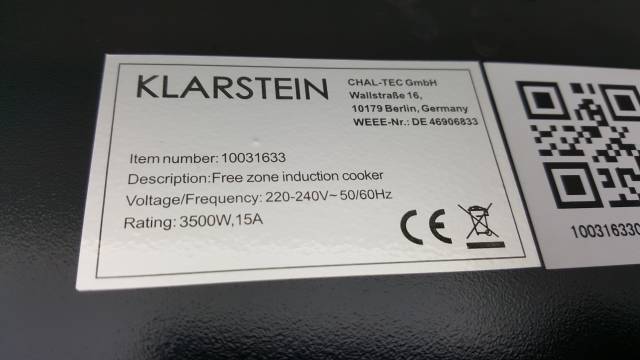 KLARSTEIN
CHAL-TEC GmbH
Wallstraße 16,
10179 Berlin, Germany
WEEE-Nr.: DE 46906833
Item number: 10031633
Description:Free zone induction cooker
Voltage/Frequency: 220-240V~ 50/60Hz
Rating: 3500W,15A
CE
100316330